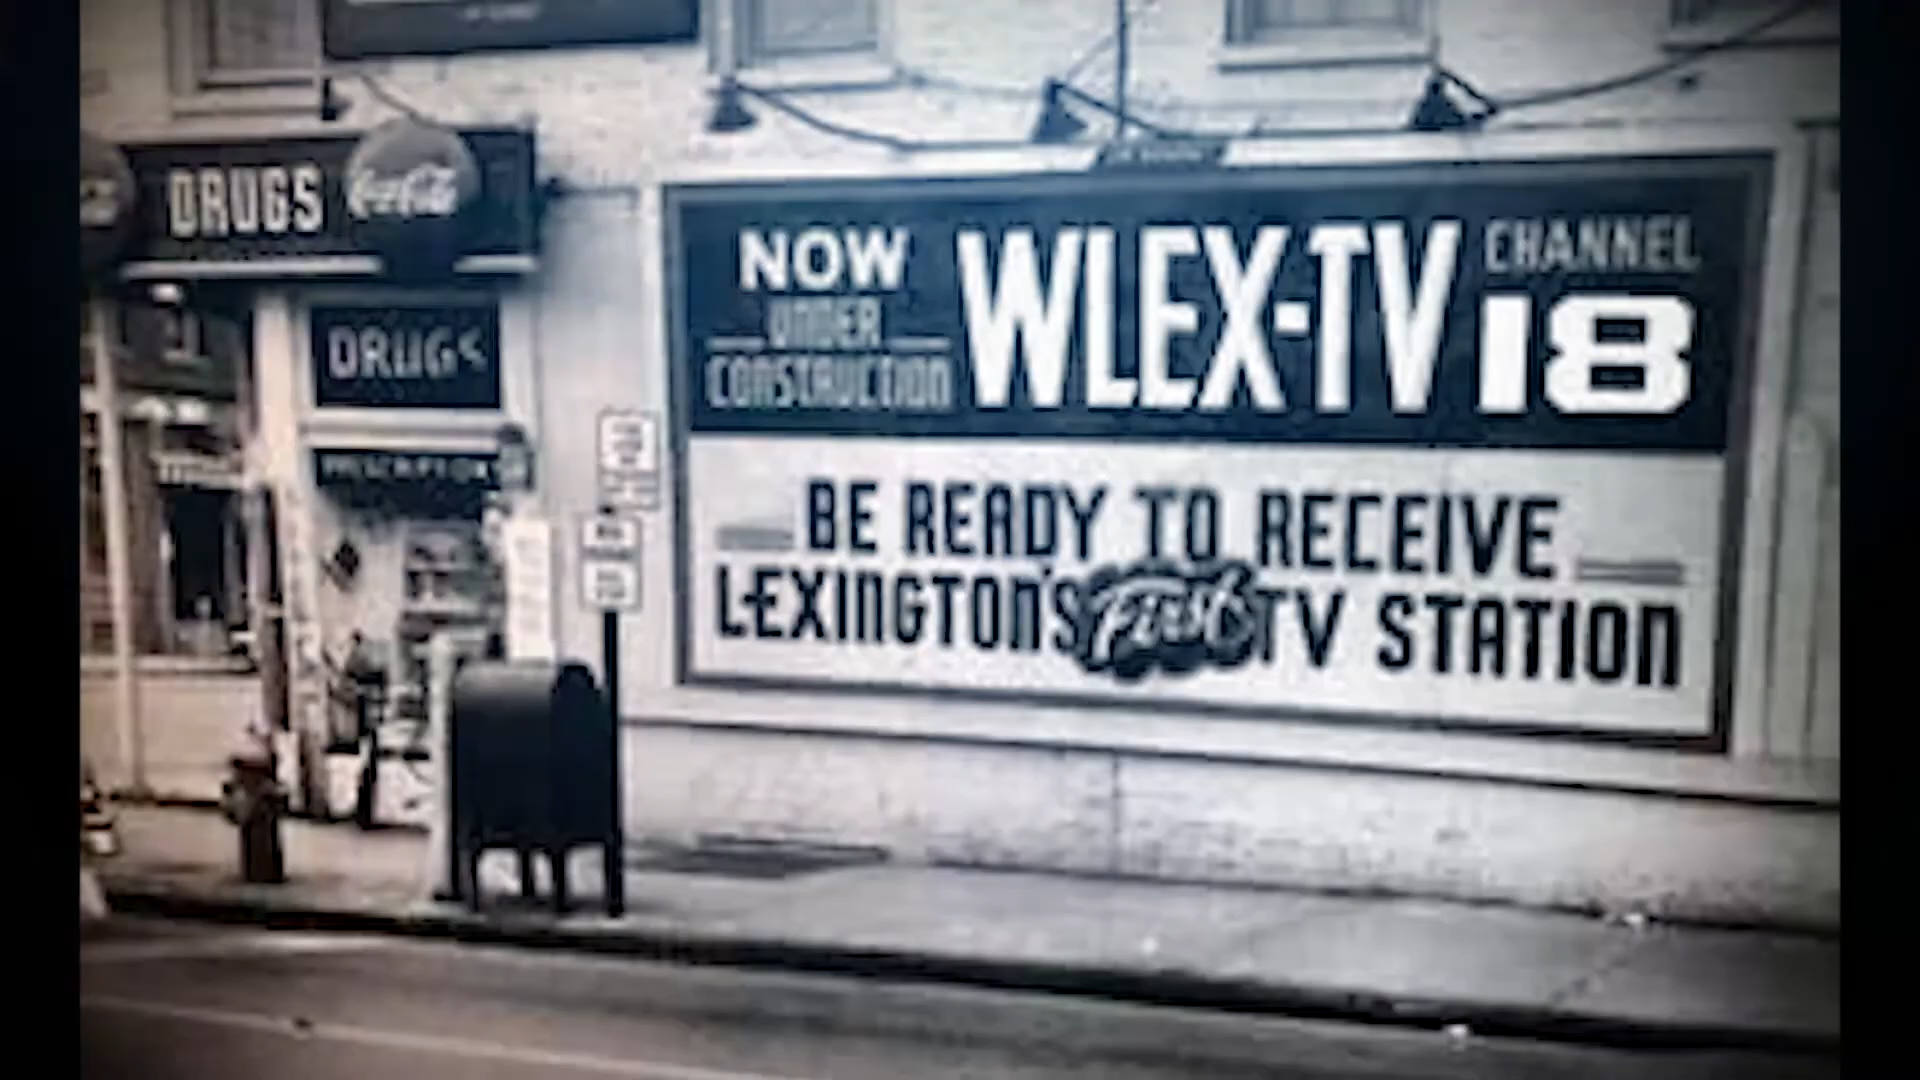 DRUGS Coca-Cola
DRUGS
PRESCRIPTION
NOW
UNDER
CONSTRUCTION
WLEX-TV
CHANNEL
18
BE READY TO RECEIVE
LEXINGTON'S First TV STATION